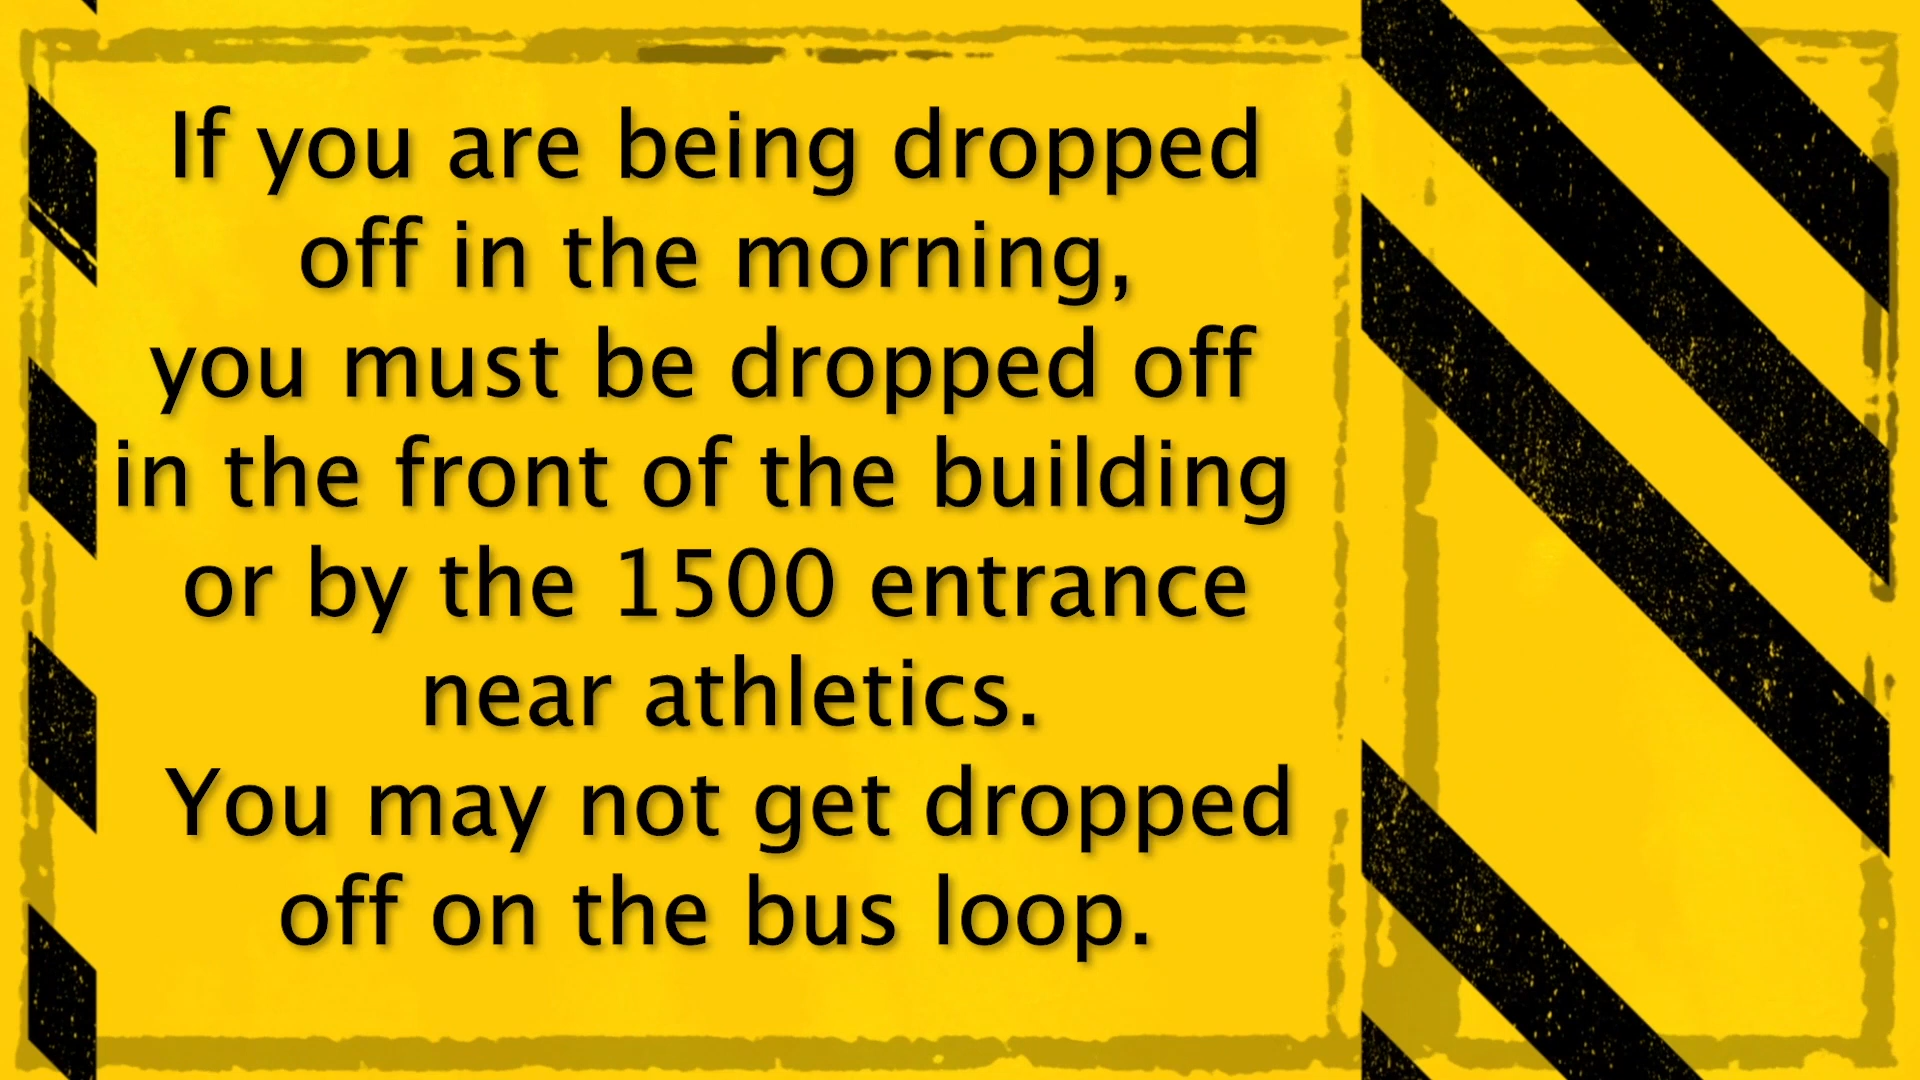 If you are being dropped
off in the morning,
you must be dropped off
in the front of the building
or by the 1500 entrance
near athletics.
You may not get dropped
off on the bus loop.